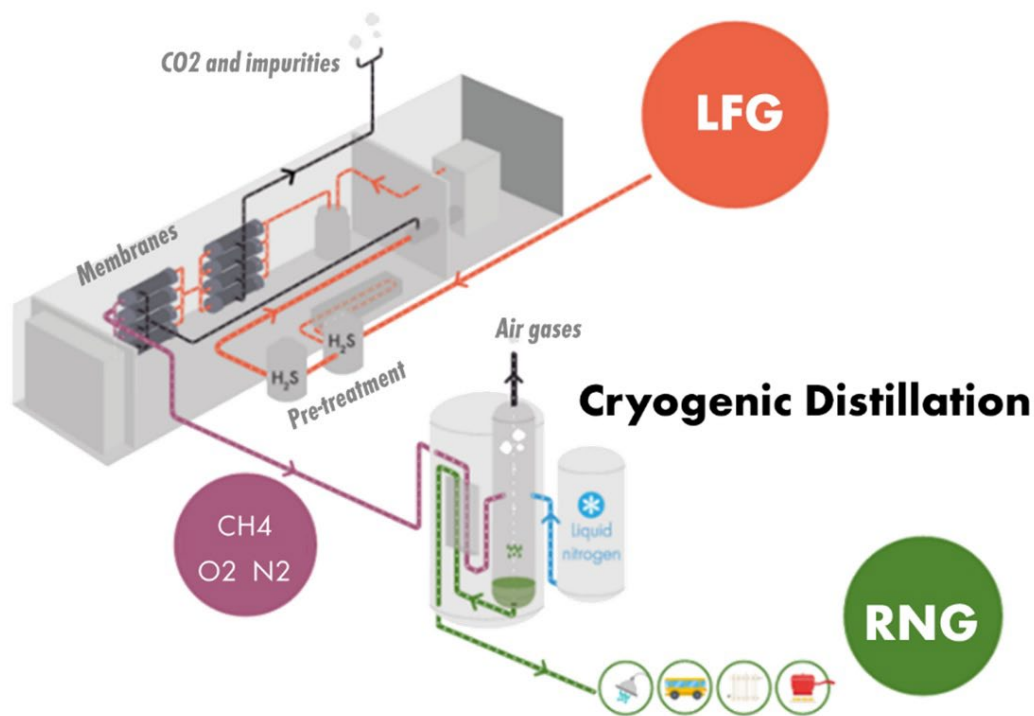 CO2 and impurities
LFG
Membranes
H2S
H2S
Pre-treatment
Air gases
Cryogenic Distillation
CH4
O2 N2
Liquid
nitrogen
RNG